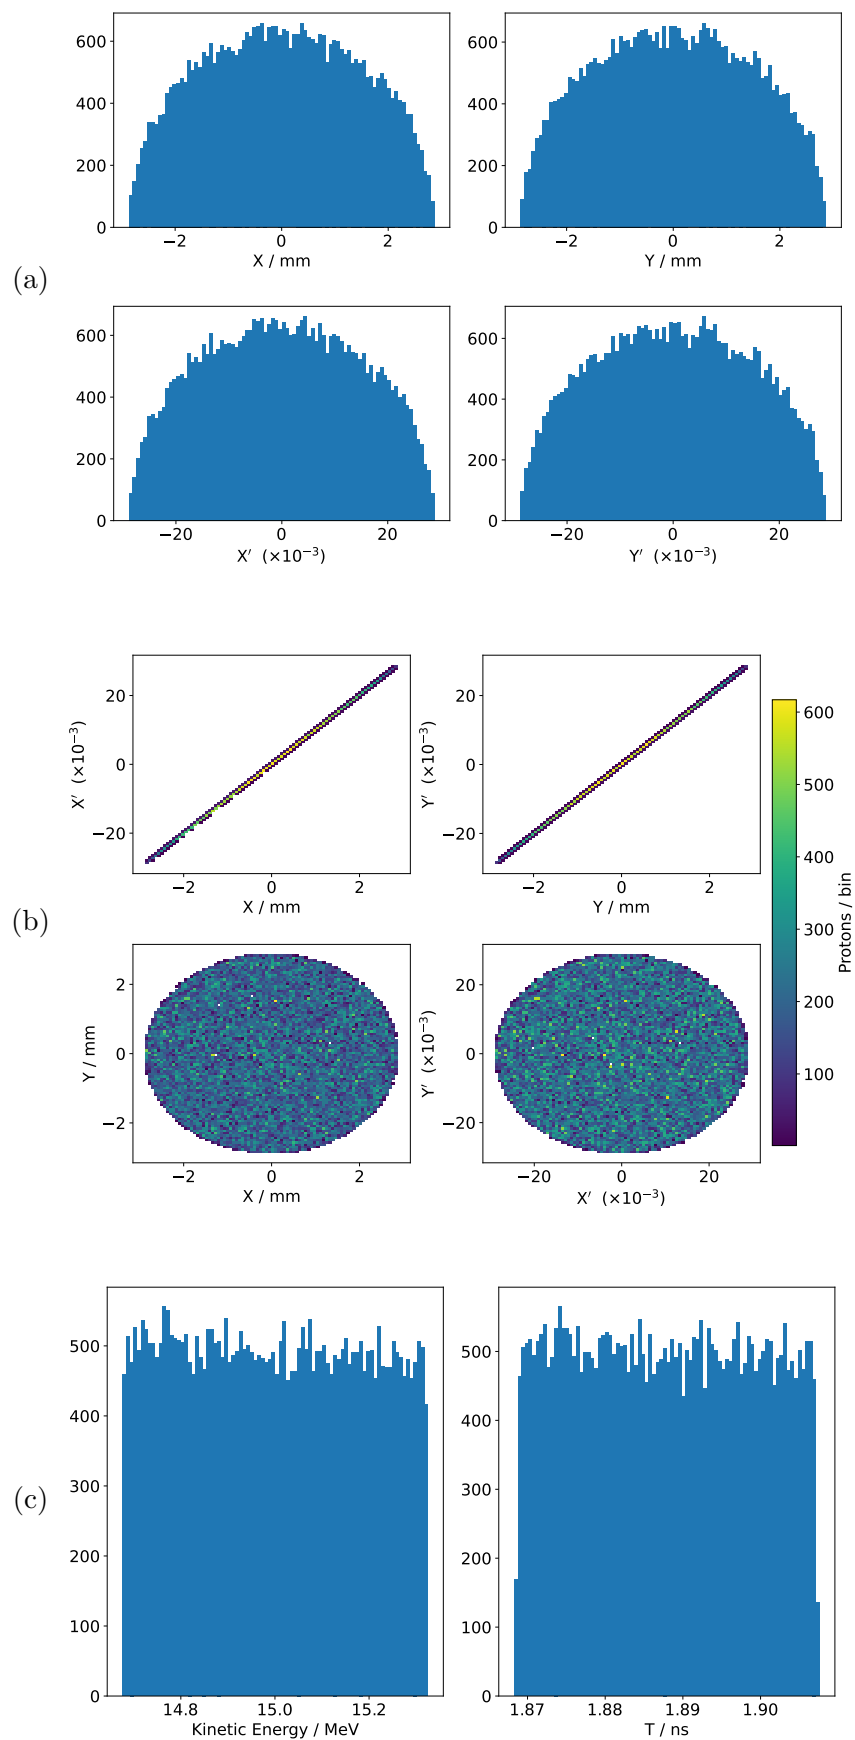 (a)
600
400
200
0
−2 0 2
X / mm
600
400
200
0
−2 0 2
Y / mm
600
400
200
0
−20 0 20
X′ (×10⁻³)
600
400
200
0
−20 0 20
Y′ (×10⁻³)
(b)
X′ (×10⁻³)
20
0
−20
−2 0 2
X / mm
Y′ (×10⁻³)
20
0
−20
−2 0 2
Y / mm
Y / mm
2
0
−2
−2 0 2
X / mm
Y′ (×10⁻³)
20
0
−20
−20 0 20
X′ (×10⁻³)
600
500
400
300
200
100
Protons / bin
(c)
500
400
300
200
100
0
14.8 15.0 15.2
Kinetic Energy / MeV
500
400
300
200
100
0
1.87 1.88 1.89 1.90
T / ns